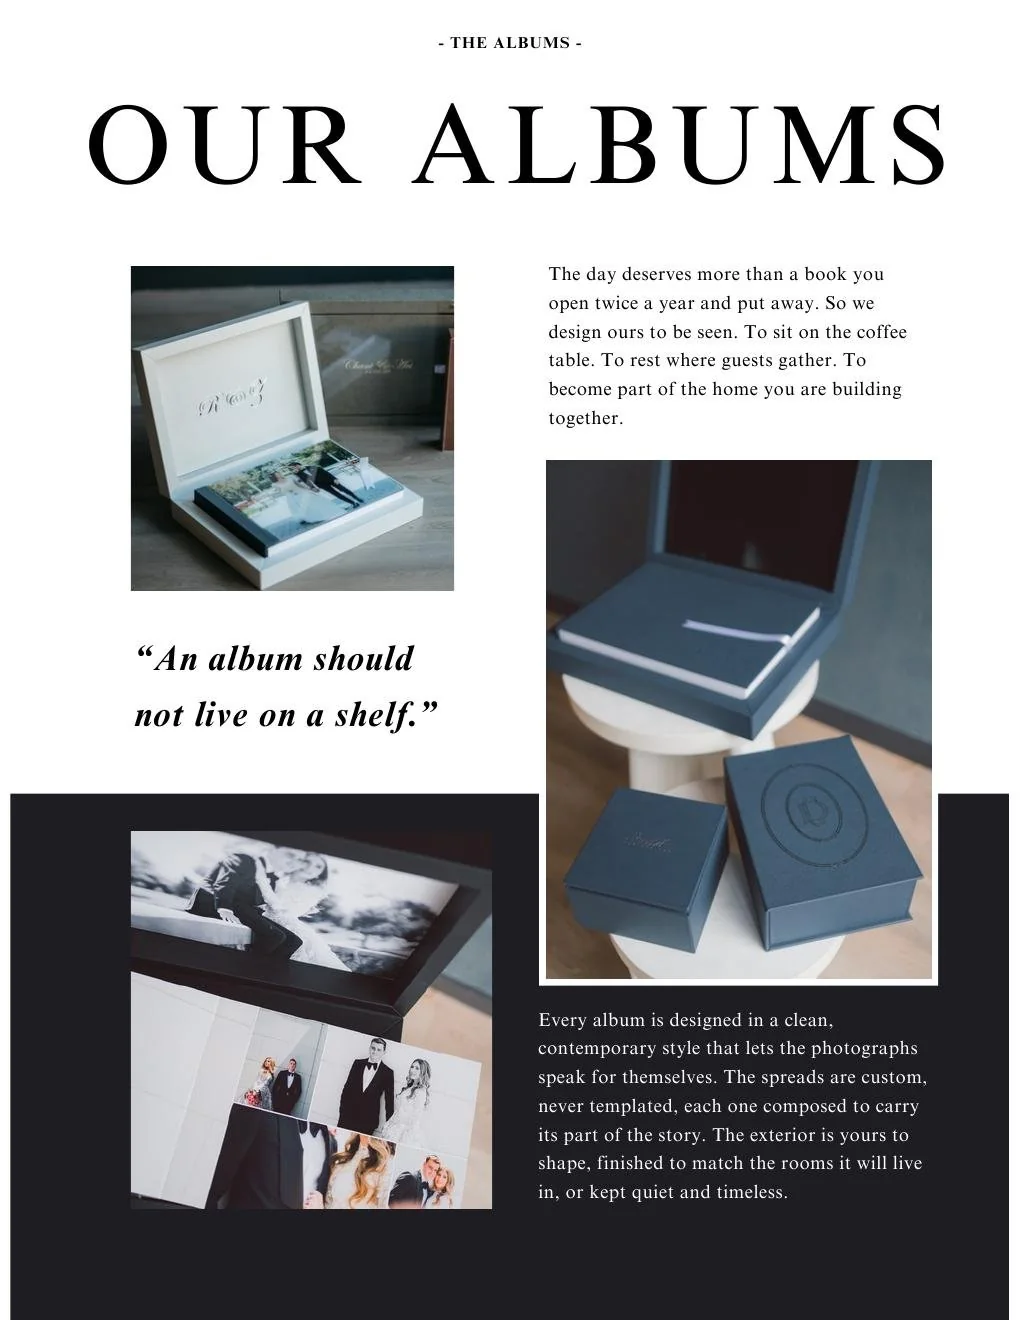 - THE ALBUMS -
OUR ALBUMS
The day deserves more than a book you
open twice a year and put away. So we
design ours to be seen. To sit on the coffee
table. To rest where guests gather. To
become part of the home you are building
together.
“An album should
not live on a shelf.”
Every album is designed in a clean,
contemporary style that lets the photographs
speak for themselves. The spreads are custom,
never templated, each one composed to carry
its part of the story. The exterior is yours to
shape, finished to match the rooms it will live
in, or kept quiet and timeless.